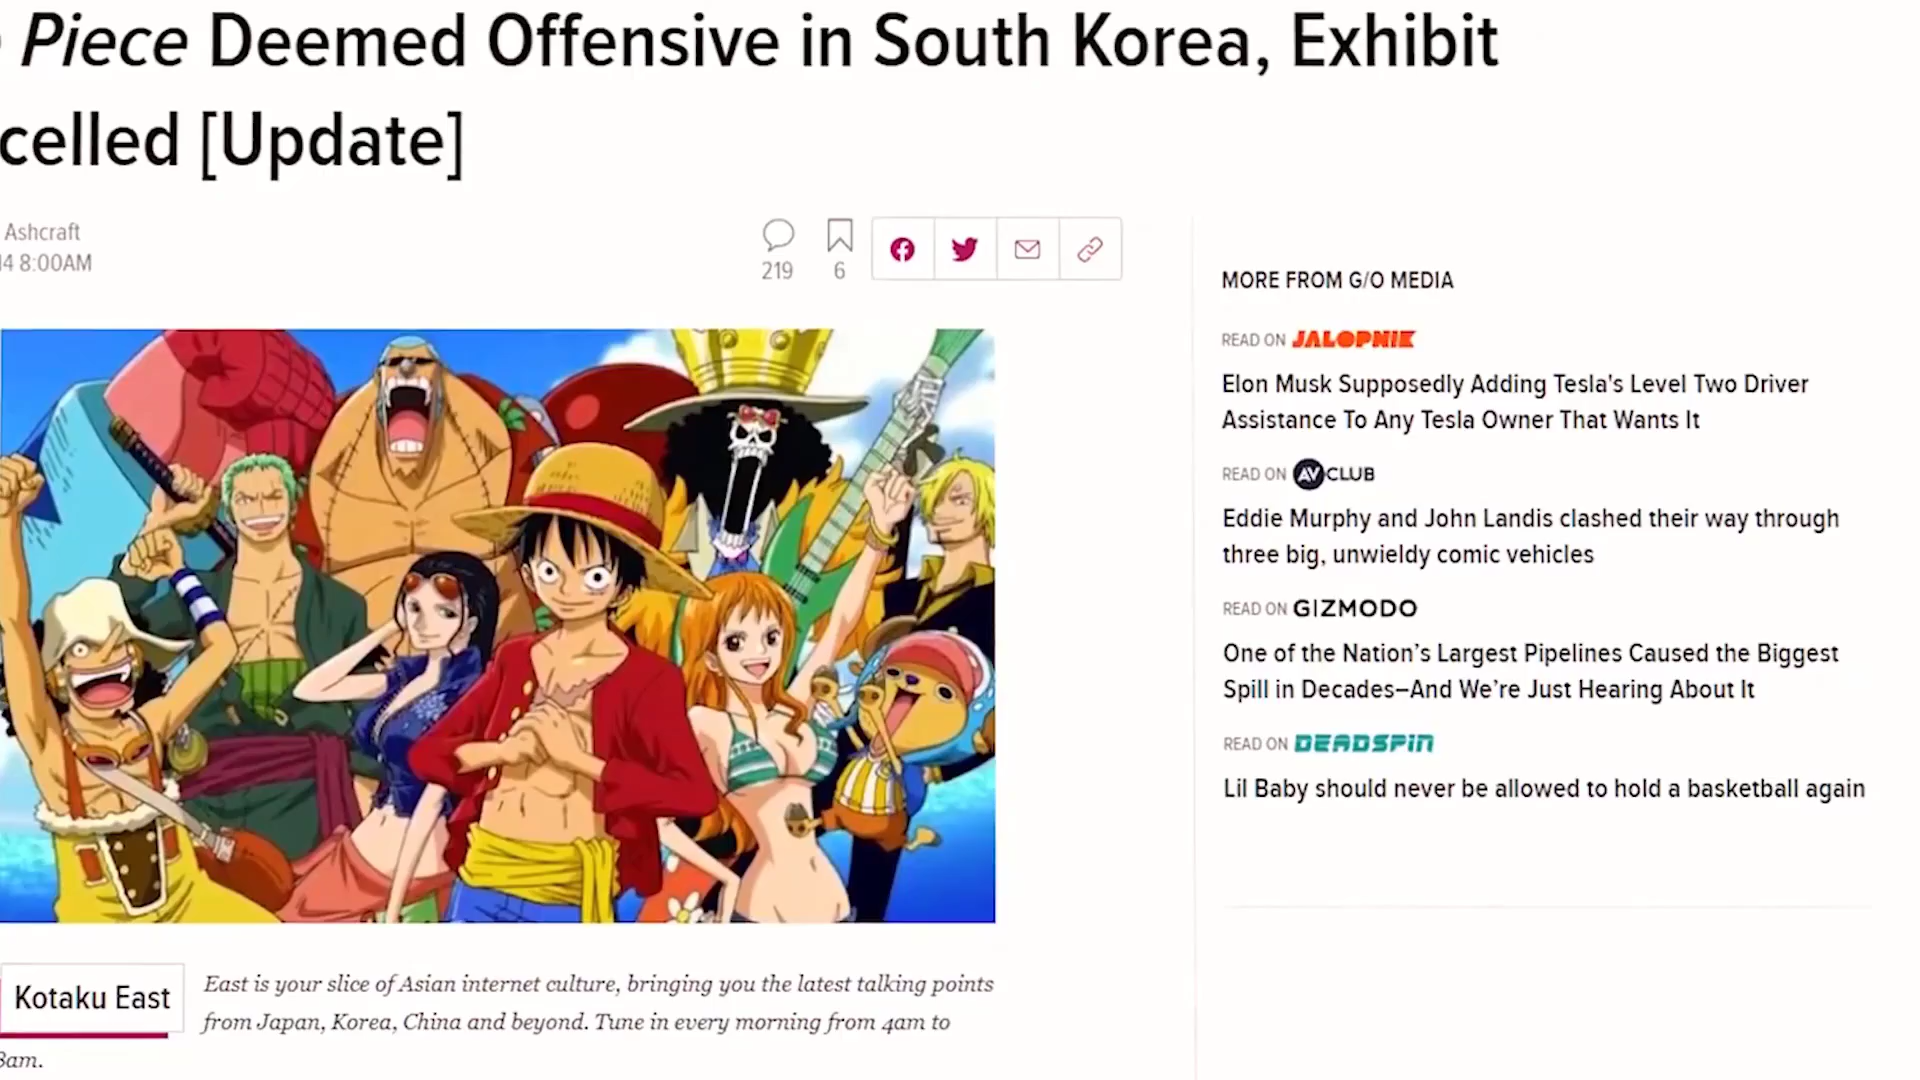 Piece Deemed Offensive in South Korea, Exhibit
celled [Update]
Ashcraft
14 8:00AM
219
6
MORE FROM G/O MEDIA
READ ON JALOPNIK
Elon Musk Supposedly Adding Tesla's Level Two Driver
Assistance To Any Tesla Owner That Wants It
READ ON AV CLUB
Eddie Murphy and John Landis clashed their way through
three big, unwieldy comic vehicles
READ ON GIZMODO
One of the Nation’s Largest Pipelines Caused the Biggest
Spill in Decades–And We’re Just Hearing About It
READ ON DEADSPIN
Lil Baby should never be allowed to hold a basketball again
Kotaku East
East is your slice of Asian internet culture, bringing you the latest talking points
from Japan, Korea, China and beyond. Tune in every morning from 4am to
8am.